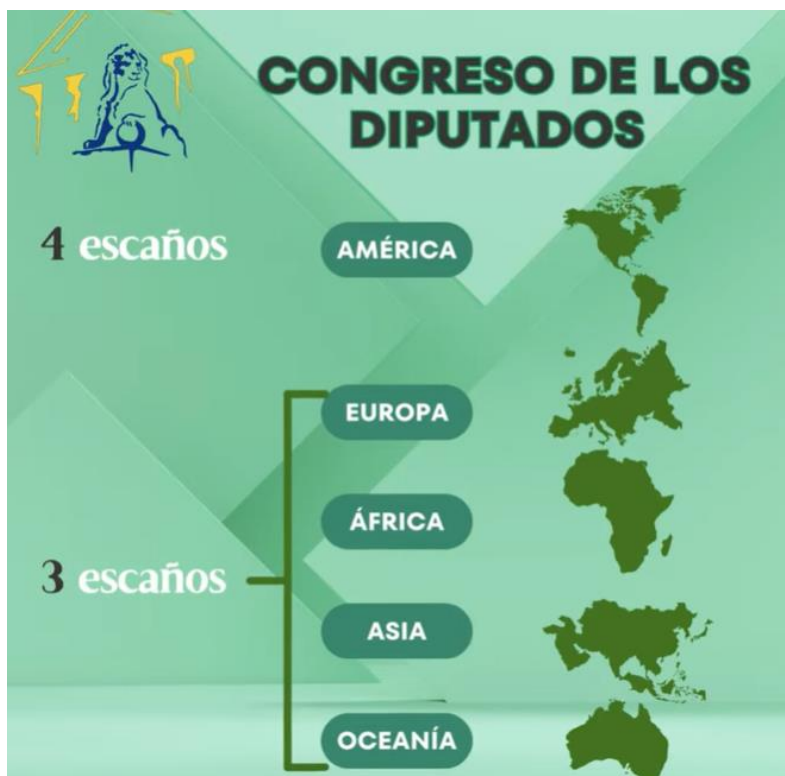 CONGRESO DE LOS
DIPUTADOS
4 escaños
AMÉRICA
EUROPA
ÁFRICA
3 escaños
ASIA
OCEANÍA